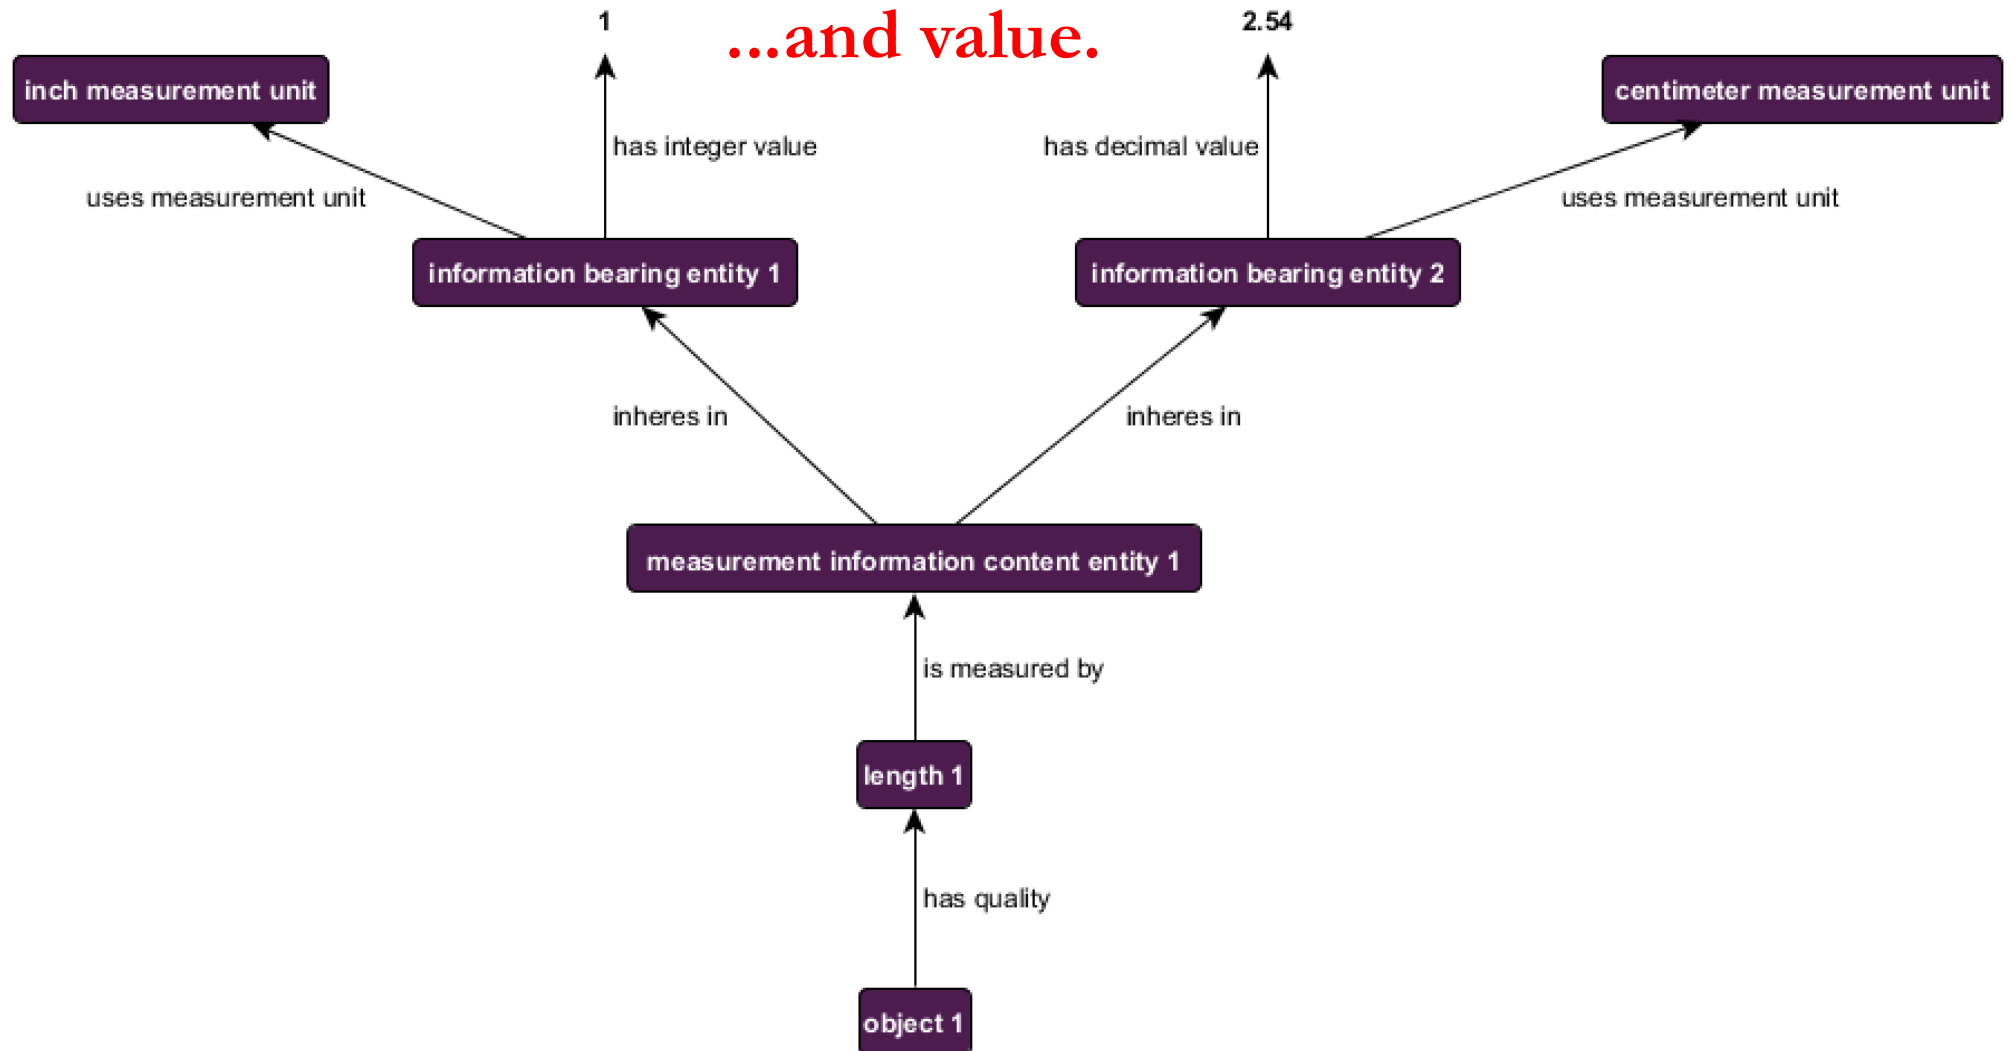 1
...and value.
2.54
inch measurement unit
centimeter measurement unit
has integer value
has decimal value
uses measurement unit
uses measurement unit
information bearing entity 1
information bearing entity 2
inheres in
inheres in
measurement information content entity 1
is measured by
length 1
has quality
object 1